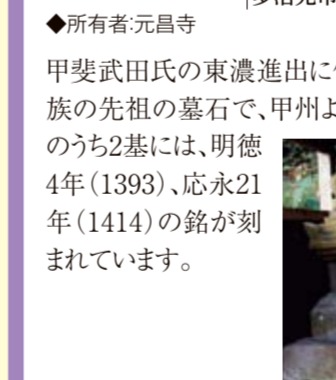 ◆所有者:元昌寺
甲斐武田氏の東濃進出に
族の先祖の墓石で、甲州よ
のうち2基には、明徳
4年（1393）、応永21
年（1414）の銘が刻
まれています。